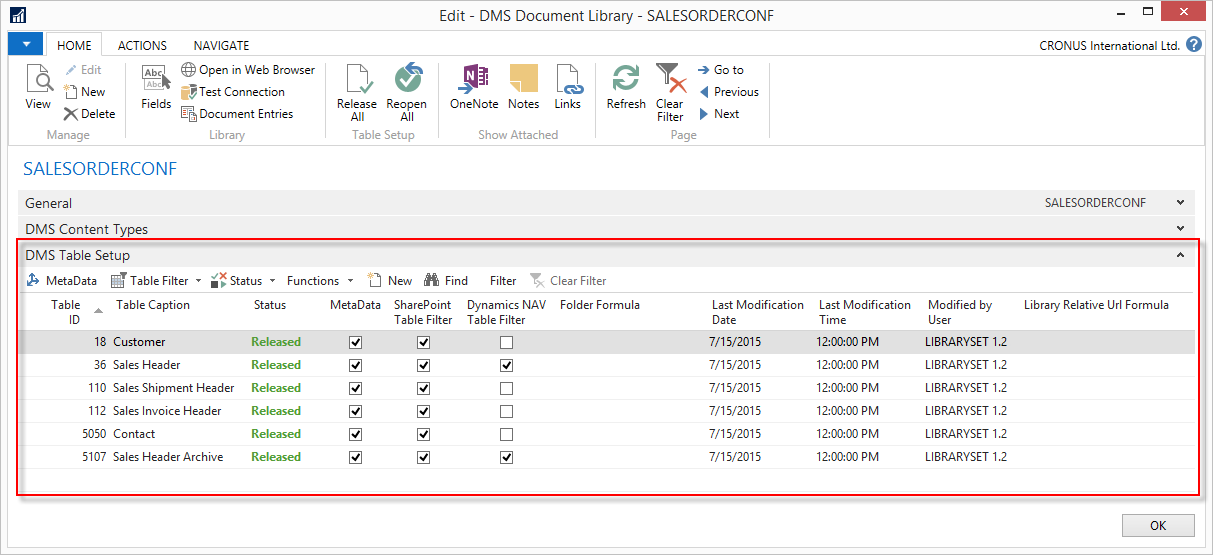 Edit - DMS Document Library - SALESORDERCONF
HOME ACTIONS NAVIGATE CRONUS International Ltd. ?
View
Edit
New
Delete
Manage
Abc
Abc
Fields
Open in Web Browser
Test Connection
Document Entries
Library
Release All
Reopen All
Table Setup
N
OneNote
Notes
Links
Show Attached
Refresh
Clear Filter
Go to
Previous
Next
Page
SALESORDERCONF
General SALESORDERCONF
DMS Content Types
DMS Table Setup
MetaData Table Filter Status Functions New Find Filter Clear Filter
Table ID Table Caption Status MetaData SharePoint Table Filter Dynamics NAV Table Filter Folder Formula Last Modification Date Last Modification Time Modified by User Library Relative Url Formula
18 Customer Released 7/15/2015 12:00:00 PM LIBRARYSET 1.2
36 Sales Header Released 7/15/2015 12:00:00 PM LIBRARYSET 1.2
110 Sales Shipment Header Released 7/15/2015 12:00:00 PM LIBRARYSET 1.2
112 Sales Invoice Header Released 7/15/2015 12:00:00 PM LIBRARYSET 1.2
5050 Contact Released 7/15/2015 12:00:00 PM LIBRARYSET 1.2
5107 Sales Header Archive Released 7/15/2015 12:00:00 PM LIBRARYSET 1.2
OK